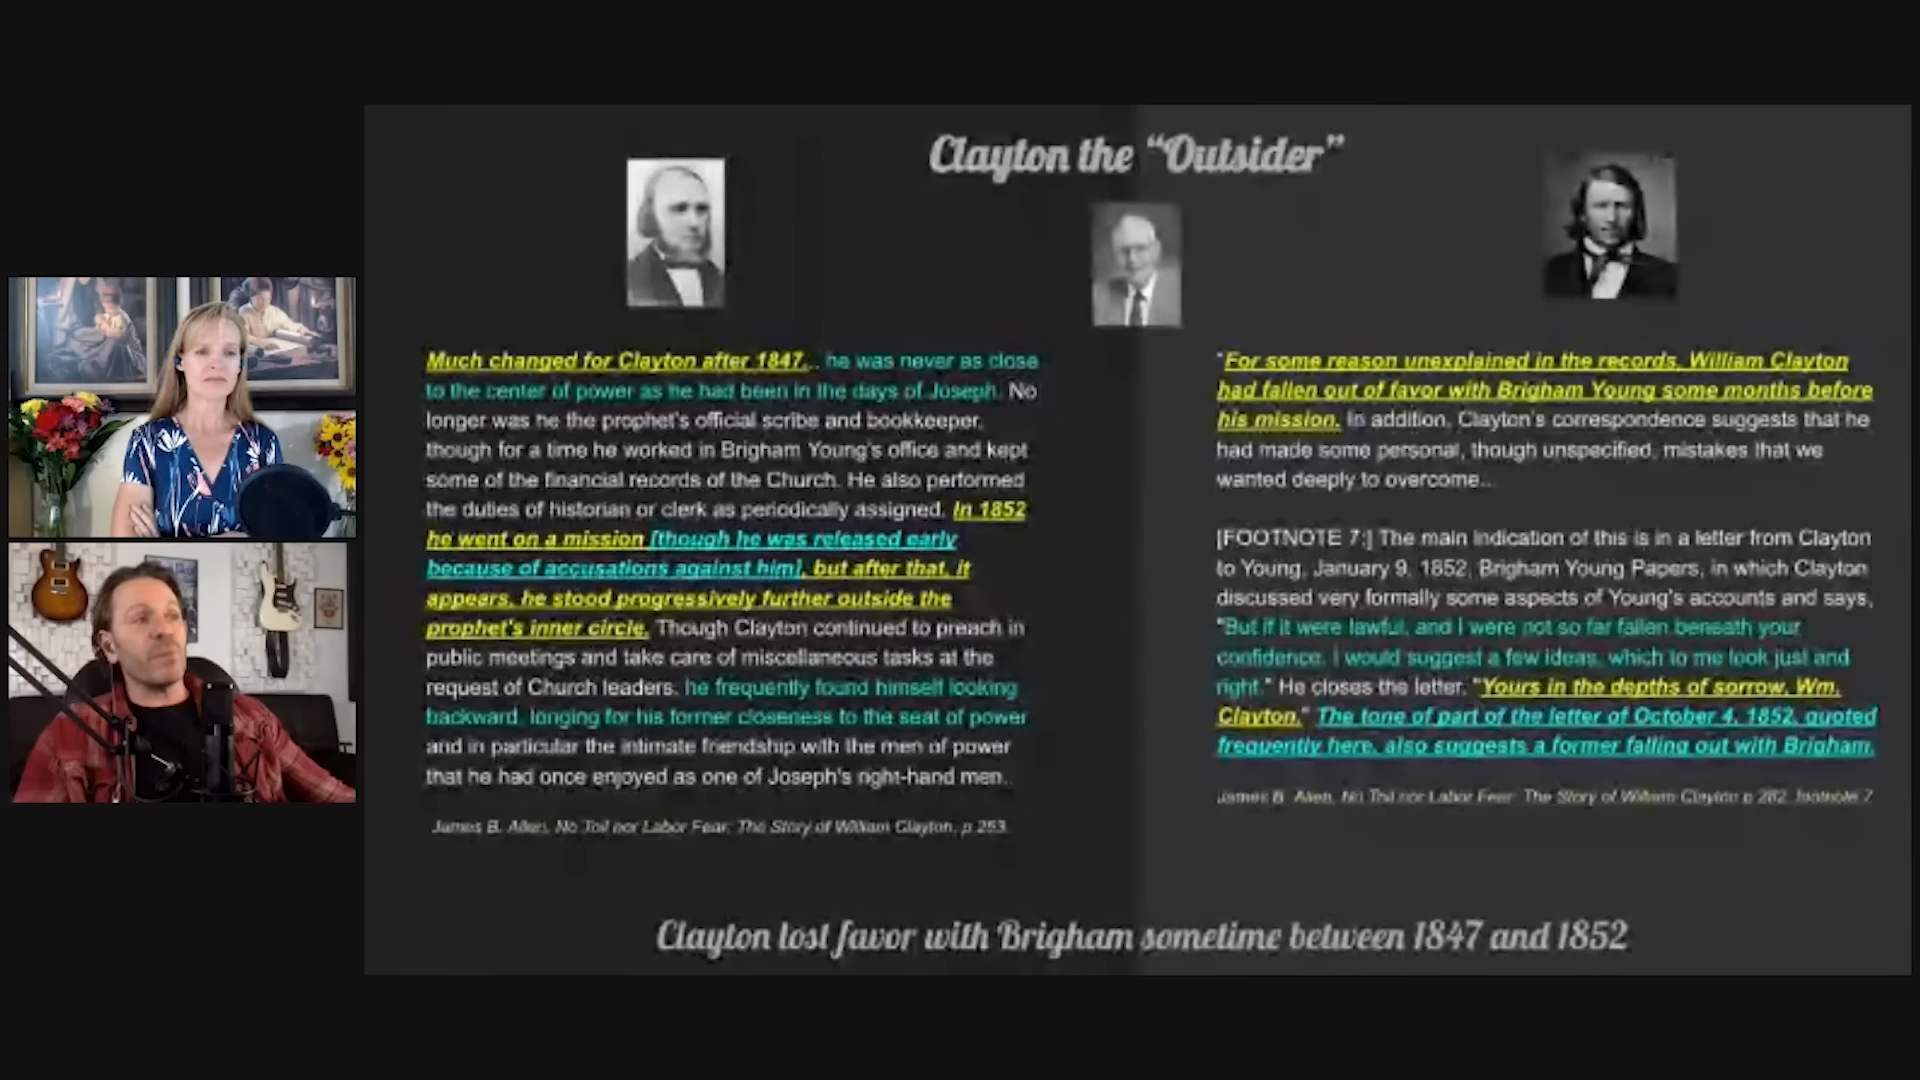 Clayton the “Outsider”
Much changed for Clayton after 1847... he was never as close
to the center of power as he had been in the days of Joseph. No
longer was he the prophet's official scribe and bookkeeper,
though for a time he worked in Brigham Young's office and kept
some of the financial records of the Church. He also performed
the duties of historian or clerk as periodically assigned. In 1852
he went on a mission [though he was released early
because of accusations against him], but after that, it
appears, he stood progressively further outside the
prophet's inner circle. Though Clayton continued to preach in
public meetings and take care of miscellaneous tasks at the
request of Church leaders, he frequently found himself looking
backward, longing for his former closeness to the seat of power
and in particular the intimate friendship with the men of power
that he had once enjoyed as one of Joseph's right-hand men...
James B. Allen, No Toil nor Labor Fear: The Story of William Clayton, p 253.
"For some reason unexplained in the records, William Clayton
had fallen out of favor with Brigham Young some months before
his mission. In addition, Clayton's correspondence suggests that he
had made some personal, though unspecified, mistakes that we
wanted deeply to overcome...
[FOOTNOTE 7:] The main indication of this is in a letter from Clayton
to Young, January 9, 1852, Brigham Young Papers, in which Clayton
discussed very formally some aspects of Young's accounts and says,
"But if it were lawful, and I were not so far fallen beneath your
confidence, I would suggest a few ideas, which to me look just and
right." He closes the letter, "Yours in the depths of sorrow, Wm.
Clayton." The tone of part of the letter of October 4, 1852, quoted
frequently here, also suggests a former falling out with Brigham.
James B. Allen, No Toil nor Labor Fear: The Story of William Clayton p 282, footnote 7
Clayton lost favor with Brigham sometime between 1847 and 1852